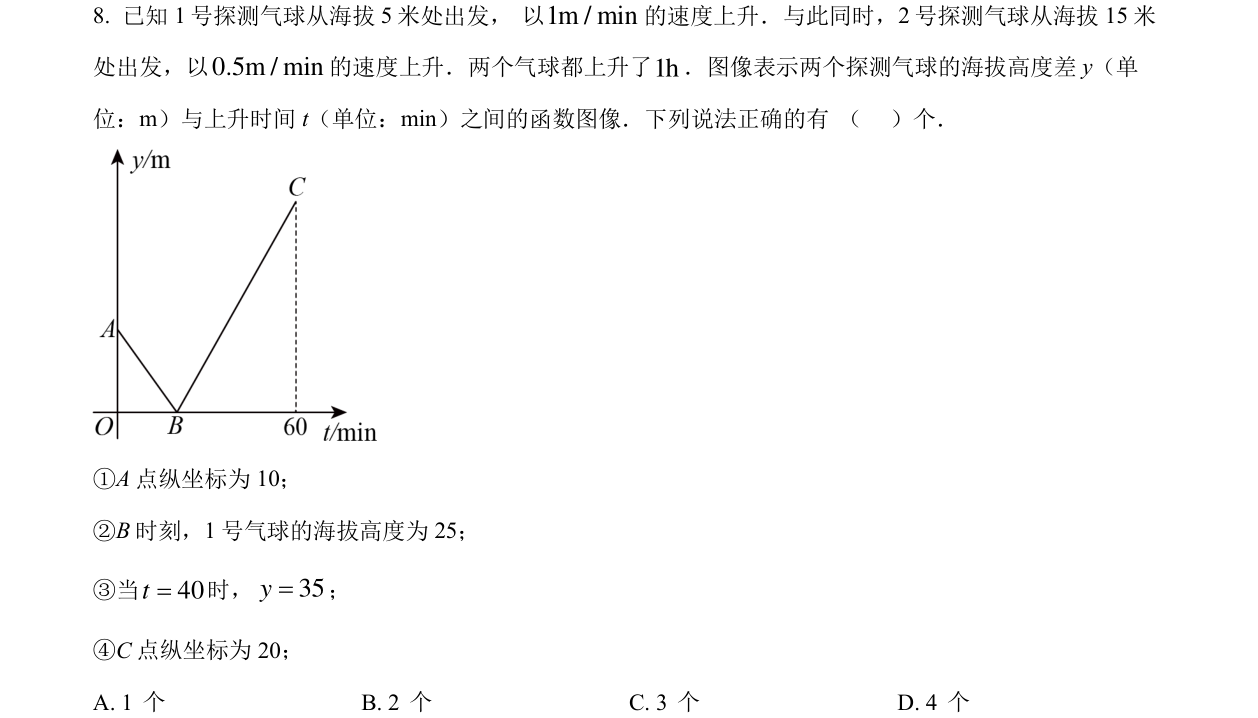 8. 已知 1 号探测气球从海拔 5 米处出发， 以1m / min 的速度上升．与此同时，2 号探测气球从海拔 15 米
处出发，以0.5m / min 的速度上升．两个气球都上升了1h．图像表示两个探测气球的海拔高度差 y（单
位：m）与上升时间 t（单位：min）之间的函数图像．下列说法正确的有 （ ）个．
y/m
C
A
O B 60 t/min
①A 点纵坐标为 10；
②B 时刻，1 号气球的海拔高度为 25；
③当t = 40时， y = 35；
④C 点纵坐标为 20；
A. 1 个 B. 2 个 C. 3 个 D. 4 个